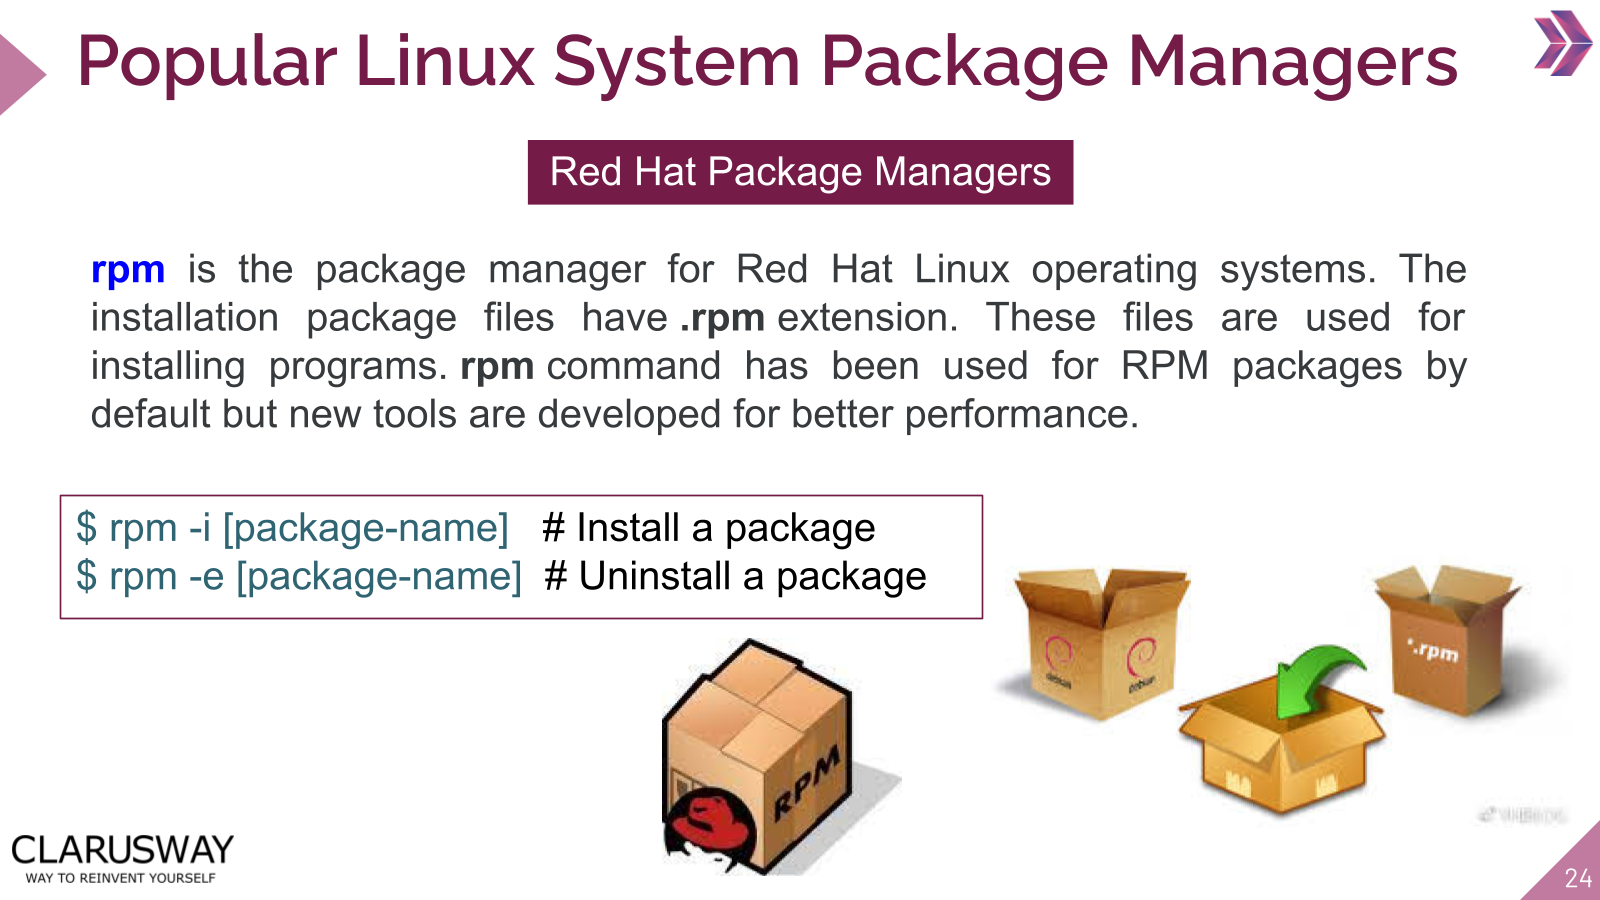 Popular Linux System Package Managers
Red Hat Package Managers
rpm is the package manager for Red Hat Linux operating systems. The
installation package files have .rpm extension. These files are used for
installing programs. rpm command has been used for RPM packages by
default but new tools are developed for better performance.
$ rpm -i [package-name] # Install a package
$ rpm -e [package-name] # Uninstall a package
debian
debian
*.rpm
RPM
CLARUSWAY
WAY TO REINVENT YOURSELF
24